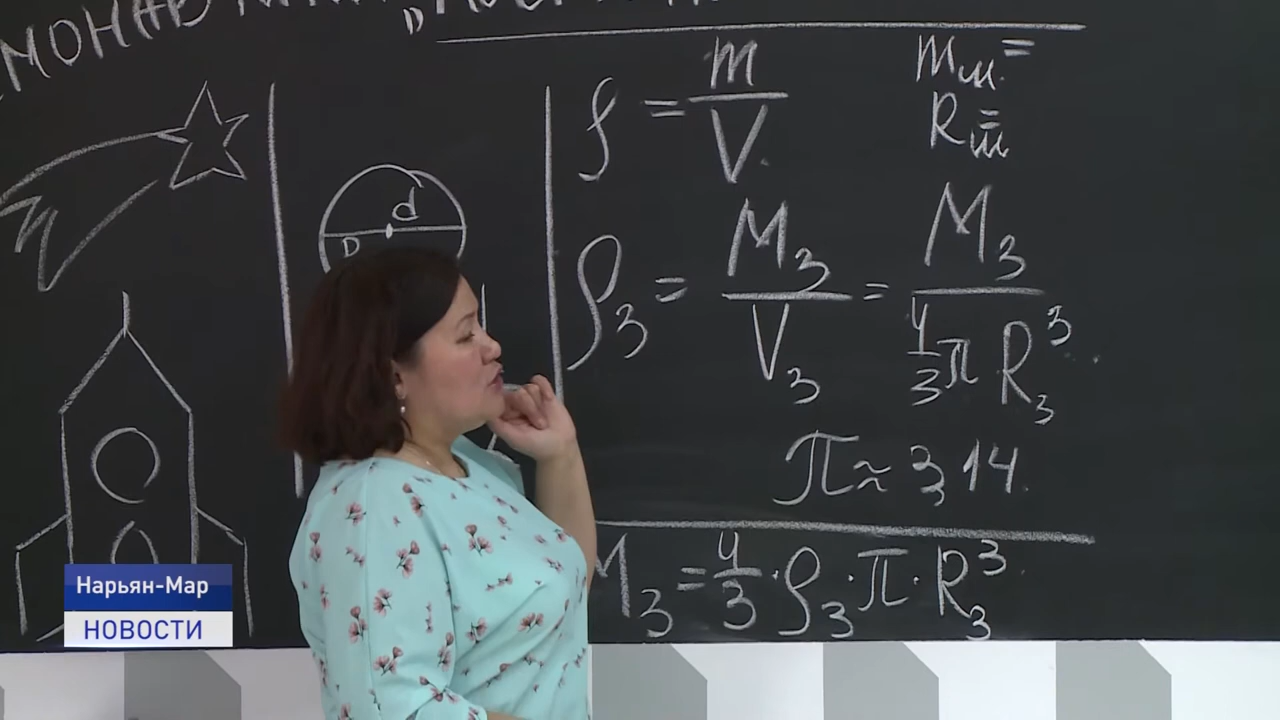 ρ = m/V
mш =
Rш =
d
D
ρ₃ = M₃/V₃ = M₃/(4/3 π R₃³)
π ≈ 3,14
M₃ = 4/3 · ρ₃ · π · R₃³
Нарьян-Мар
НОВОСТИ